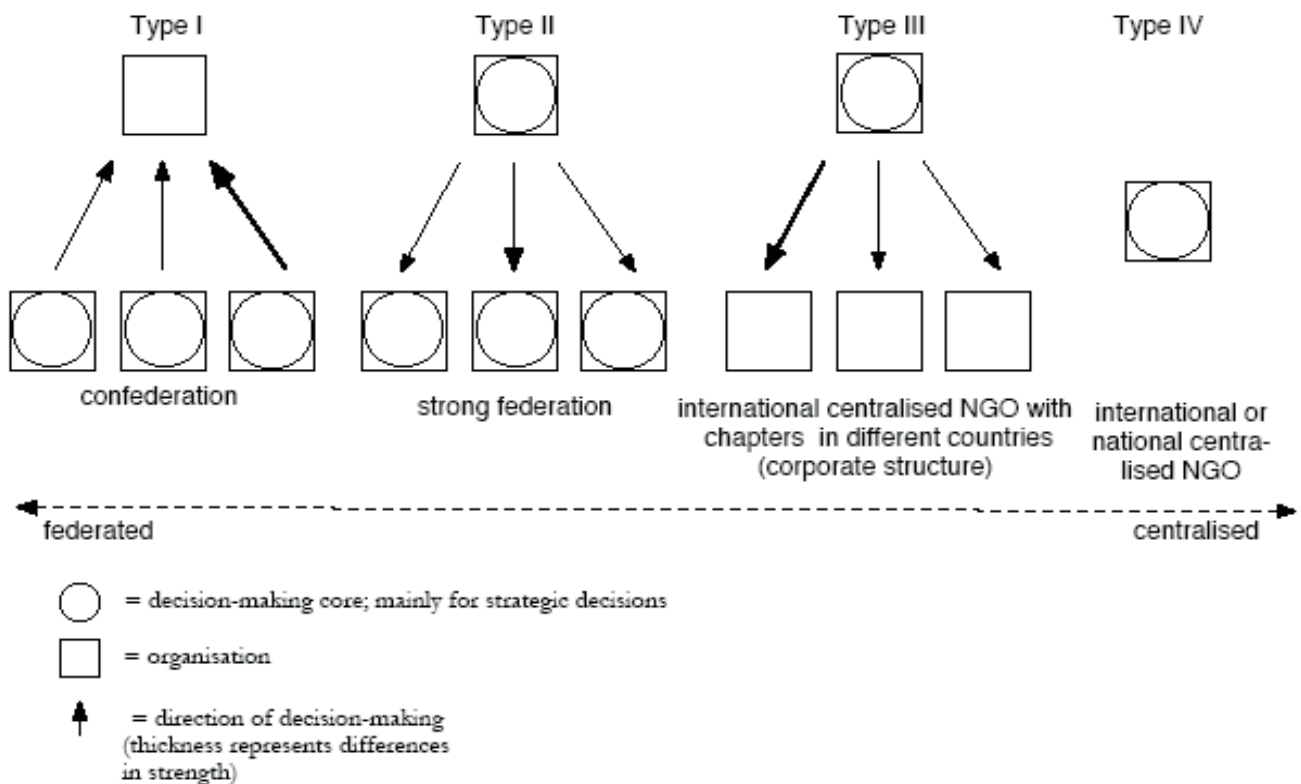 Type I
Type II
Type III
Type IV
confederation
strong federation
international centralised NGO with
chapters in different countries
(corporate structure)
international or
national centra-
lised NGO
federated
centralised
= decision-making core; mainly for strategic decisions
= organisation
= direction of decision-making
(thickness represents differences
in strength)